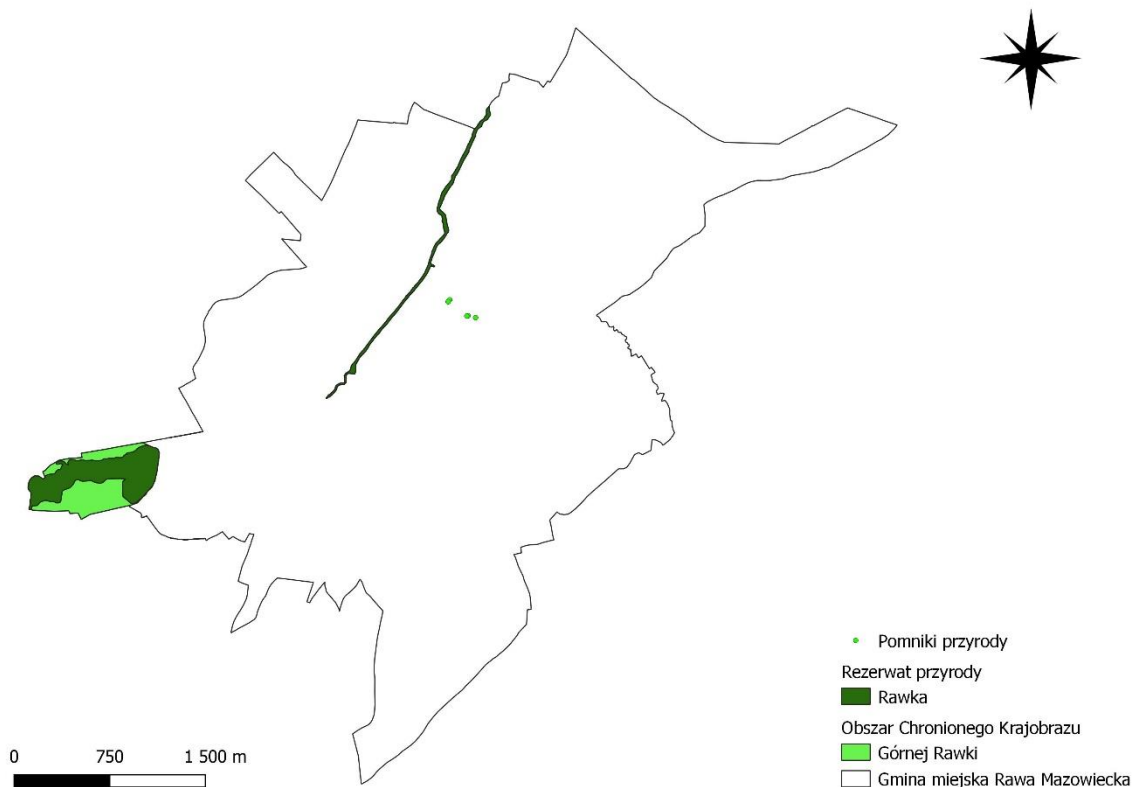 Pomniki przyrody
Rezerwat przyrody
Rawka
Obszar Chronionego Krajobrazu
Górnej Rawki
Gmina miejska Rawa Mazowiecka
0 750 1 500 m